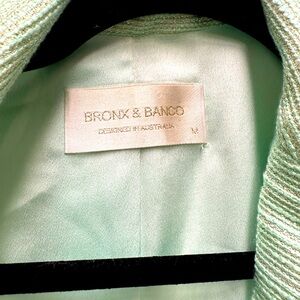 BRONX & BANCO
DESIGNED IN AUSTRALIA
M